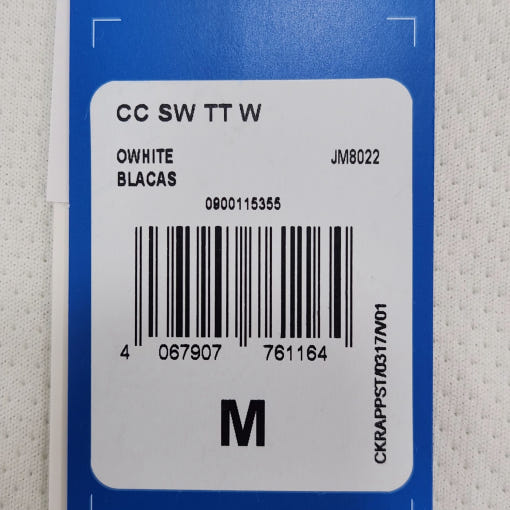 CC SW TT W
OWHITE JM8022
BLACAS
0900115355
4 067907 761164
M
CKRAPPST/0317/V01